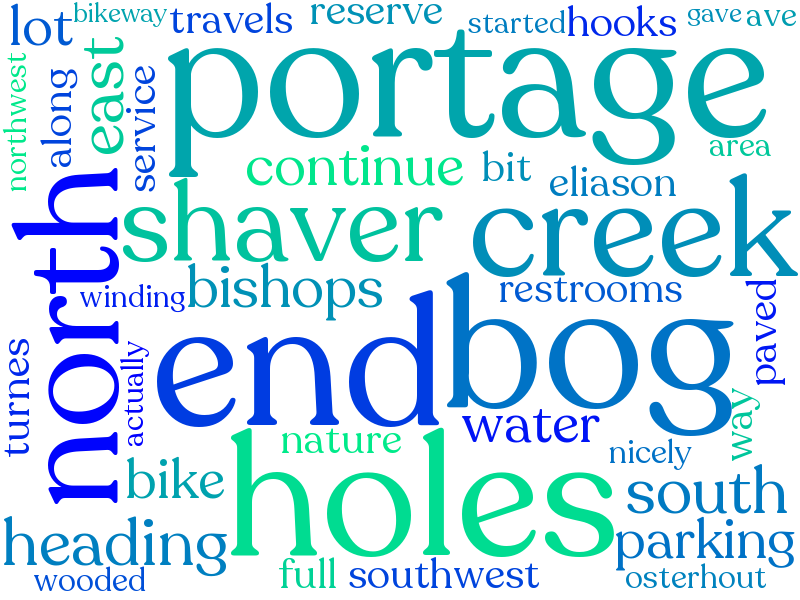 bikeway
travels
reserve
started
hooks
gave
ave
lot
portage
northwest
along
east
service
area
continue
bit
eliason
north
shaver
creek
winding
bishops
restrooms
paved
end
bog
turnes
actually
water
way
nature
holes
nicely
bike
south
heading
parking
wooded
full
southwest
osterhout